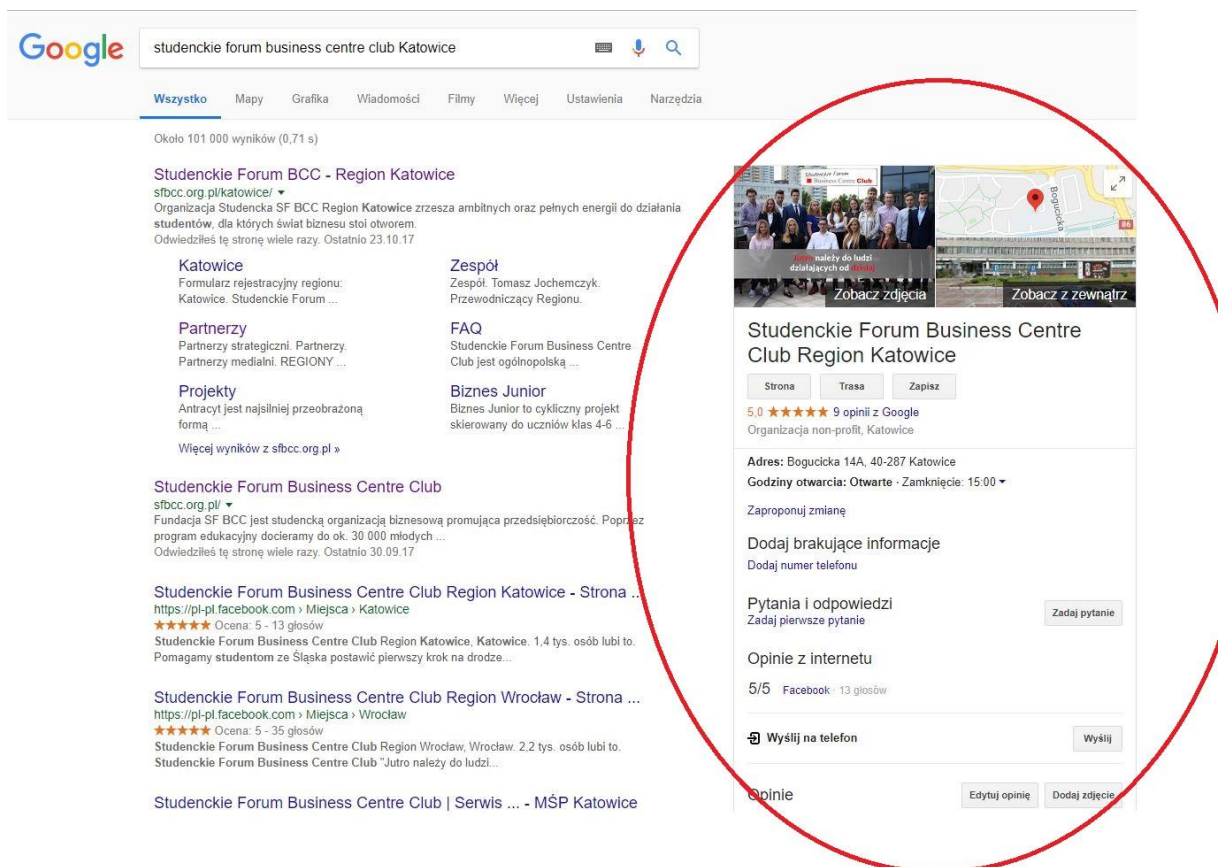 Google
studenckie forum business centre club Katowice
Wszystko Mapy Grafika Wiadomości Filmy Więcej Ustawienia Narzędzia
Około 101 000 wyników (0,71 s)
Studenckie Forum BCC - Region Katowice
sfbcc.org.pl/katowice/
Organizacja Studencka SF BCC Region Katowice zrzesza ambitnych oraz pełnych energii do działania
studentów, dla których świat biznesu stoi otworem.
Odwiedziłeś tę stronę wiele razy. Ostatnio 23.10.17
Katowice
Formularz rejestracyjny regionu:
Katowice. Studenckie Forum ...
Zespół
Zespół. Tomasz Jochemczyk.
Przewodniczący Regionu.
Partnerzy
Partnerzy strategiczni. Partnerzy.
Partnerzy medialni. REGIONY ...
FAQ
Studenckie Forum Business Centre
Club jest ogólnopolską ...
Projekty
Antracyt jest najsilniej przeobrażoną
formą ...
Biznes Junior
Biznes Junior to cykliczny projekt
skierowany do uczniów klas 4-6 ...
Więcej wyników z sfbcc.org.pl »
Studenckie Forum Business Centre Club
sfbcc.org.pl/
Fundacja SF BCC jest studencką organizacją biznesową promująca przedsiębiorczość. Poprzez
program edukacyjny docieramy do ok. 30 000 młodych ...
Odwiedziłeś tę stronę wiele razy. Ostatnio 30.09.17
Studenckie Forum Business Centre Club Region Katowice - Strona ...
https://pl-pl.facebook.com › Miejsca › Katowice
Ocena: 5 - 13 głosów
Studenckie Forum Business Centre Club Region Katowice, Katowice. 1,4 tys. osób lubi to.
Pomagamy studentom ze Śląska postawić pierwszy krok na drodze...
Studenckie Forum Business Centre Club Region Wrocław - Strona ...
https://pl-pl.facebook.com › Miejsca › Wrocław
Ocena: 5 - 35 głosów
Studenckie Forum Business Centre Club Region Wrocław, Wrocław. 2,2 tys. osób lubi to.
Studenckie Forum Business Centre Club "Jutro należy do ludzi...
Studenckie Forum Business Centre Club | Serwis ... - MŚP Katowice
Studenckie Forum
Business Centre Club
Jutro należy do ludzi
działających od dzisiaj
Zobacz zdjęcia
Bogucicka
86
Zobacz z zewnątrz
Studenckie Forum Business Centre
Club Region Katowice
Strona Trasa Zapisz
5,0 9 opinii z Google
Organizacja non-profit, Katowice
Adres: Bogucicka 14A, 40-287 Katowice
Godziny otwarcia: Otwarte · Zamknięcie: 15:00
Zaproponuj zmianę
Dodaj brakujące informacje
Dodaj numer telefonu
Pytania i odpowiedzi
Zadaj pierwsze pytanie
Zadaj pytanie
Opinie z internetu
5/5 Facebook · 13 głosów
Wyślij na telefon
Wyślij
Opinie
Edytuj opinię Dodaj zdjęcie